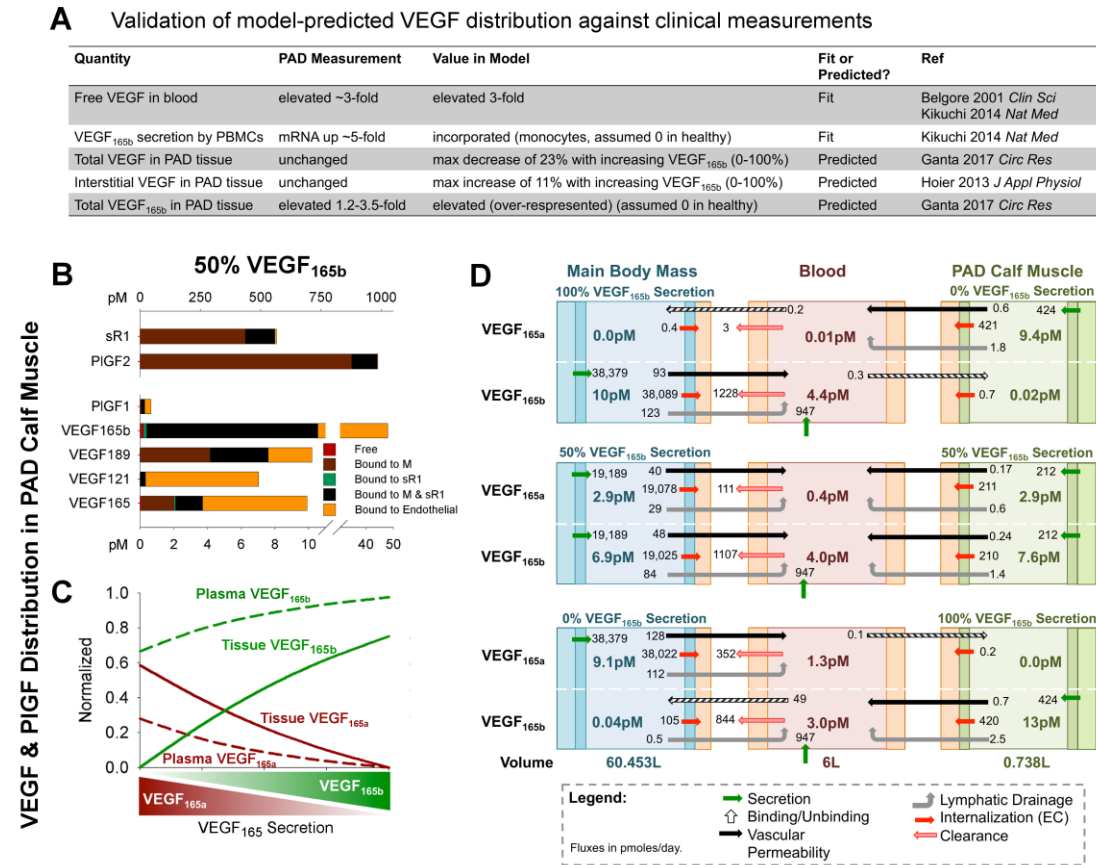 A Validation of model-predicted VEGF distribution against clinical measurements
Quantity PAD Measurement Value in Model Fit or Predicted? Ref
Free VEGF in blood elevated ~3-fold elevated 3-fold Fit Belgore 2001 Clin Sci
Kikuchi 2014 Nat Med
VEGF165b secretion by PBMCs mRNA up ~5-fold incorporated (monocytes, assumed 0 in healthy) Fit Kikuchi 2014 Nat Med
Total VEGF in PAD tissue unchanged max decrease of 23% with increasing VEGF165b (0-100%) Predicted Ganta 2017 Circ Res
Interstitial VEGF in PAD tissue unchanged max increase of 11% with increasing VEGF165b (0-100%) Predicted Hoier 2013 J Appl Physiol
Total VEGF165b in PAD tissue elevated 1.2-3.5-fold elevated (over-respresented) (assumed 0 in healthy) Predicted Ganta 2017 Circ Res
VEGF & PlGF Distribution in PAD Calf Muscle
B 50% VEGF165b
pM 0 250 500 750 1000
sR1
PlGF2
PlGF1
VEGF165b
VEGF189
VEGF121
VEGF165
Free
Bound to M
Bound to sR1
Bound to M & sR1
Bound to Endothelial
pM 0 2 4 6 8 10 40 50
C
Normalized
1.0
0.8
0.6
0.4
0.2
0.0
Plasma VEGF165b
Tissue VEGF165b
Tissue VEGF165a
Plasma VEGF165a
VEGF165a
VEGF165b
VEGF165 Secretion
D
Main Body Mass Blood PAD Calf Muscle
100% VEGF165b Secretion 0% VEGF165b Secretion
VEGF165a 0.0pM 0.4 3 0.2 0.01pM 0.6 424 421 1.8 9.4pM
VEGF165b 38,379 93 10pM 38,089 1228 123 947 4.4pM 0.3 0.7 0.02pM
50% VEGF165b Secretion 50% VEGF165b Secretion
VEGF165a 19,189 40 2.9pM 19,078 111 29 0.4pM 0.17 212 211 0.6 2.9pM
VEGF165b 19,189 48 6.9pM 19,025 1107 84 947 4.0pM 0.24 212 210 1.4 7.6pM
0% VEGF165b Secretion 100% VEGF165b Secretion
VEGF165a 38,379 128 9.1pM 38,022 352 112 1.3pM 0.1 0.2 0.0pM
VEGF165b 0.04pM 49 105 844 0.5 947 3.0pM 0.7 424 420 2.5 13pM
Volume 60.453L 6L 0.738L
Legend:
Secretion
Binding/Unbinding
Vascular Permeability
Lymphatic Drainage
Internalization (EC)
Clearance
Fluxes in pmoles/day.